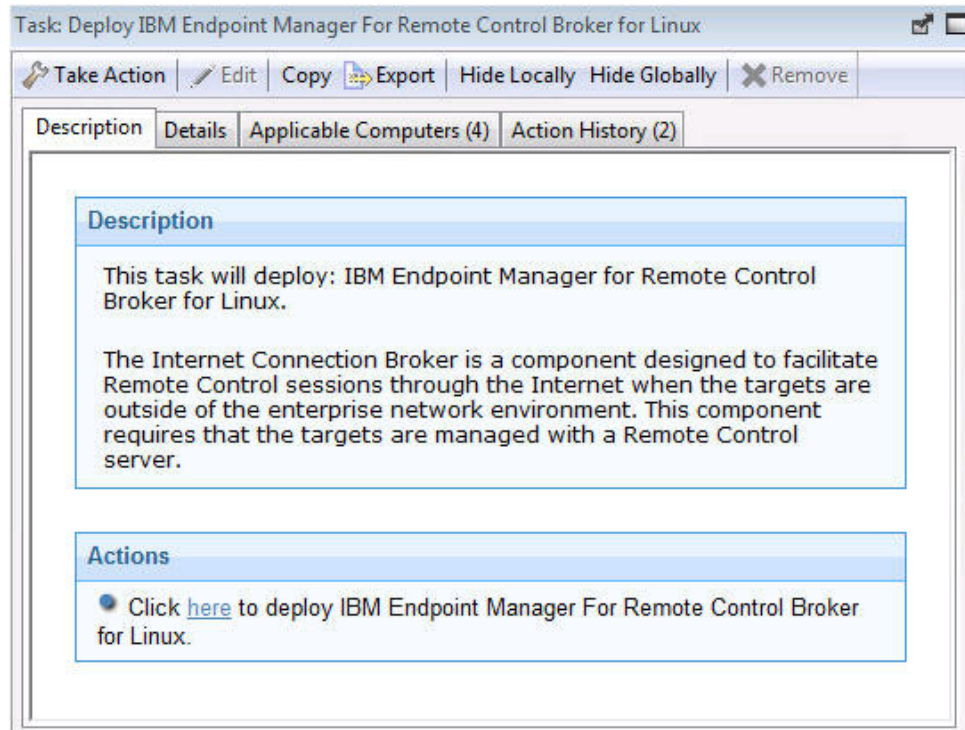 Task: Deploy IBM Endpoint Manager For Remote Control Broker for Linux
Take Action Edit Copy Export Hide Locally Hide Globally Remove
Description Details Applicable Computers (4) Action History (2)
Description
This task will deploy: IBM Endpoint Manager for Remote Control
Broker for Linux.
The Internet Connection Broker is a component designed to facilitate
Remote Control sessions through the Internet when the targets are
outside of the enterprise network environment. This component
requires that the targets are managed with a Remote Control
server.
Actions
Click here to deploy IBM Endpoint Manager For Remote Control Broker
for Linux.